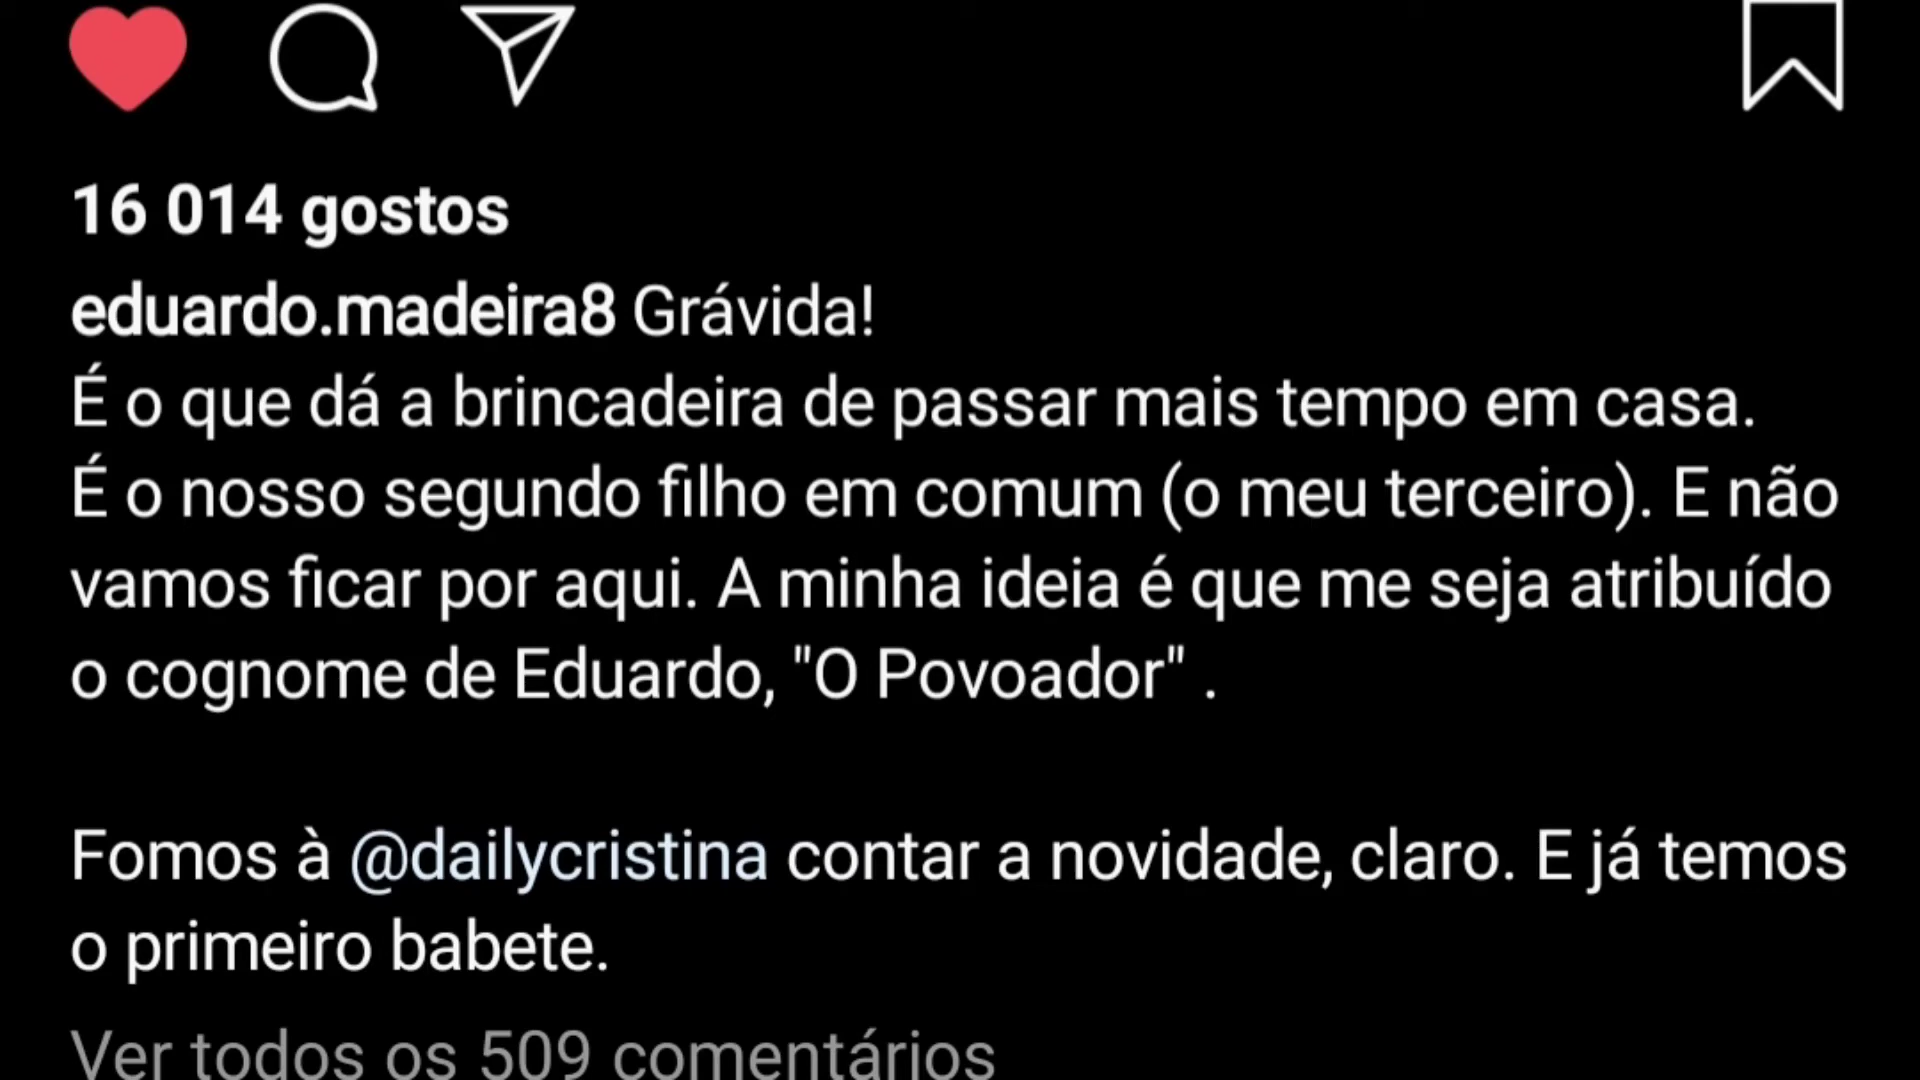 16 014 gostos
eduardo.madeira8 Grávida!
É o que dá a brincadeira de passar mais tempo em casa.
É o nosso segundo filho em comum (o meu terceiro). E não
vamos ficar por aqui. A minha ideia é que me seja atribuído
o cognome de Eduardo, "O Povoador" .
Fomos à @dailycristina contar a novidade, claro. E já temos
o primeiro babete.
Ver todos os 509 comentários